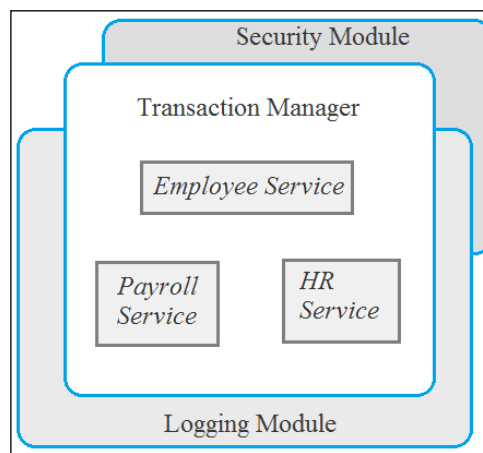 Security Module
Transaction Manager
Employee Service
Payroll
Service
HR
Service
Logging Module